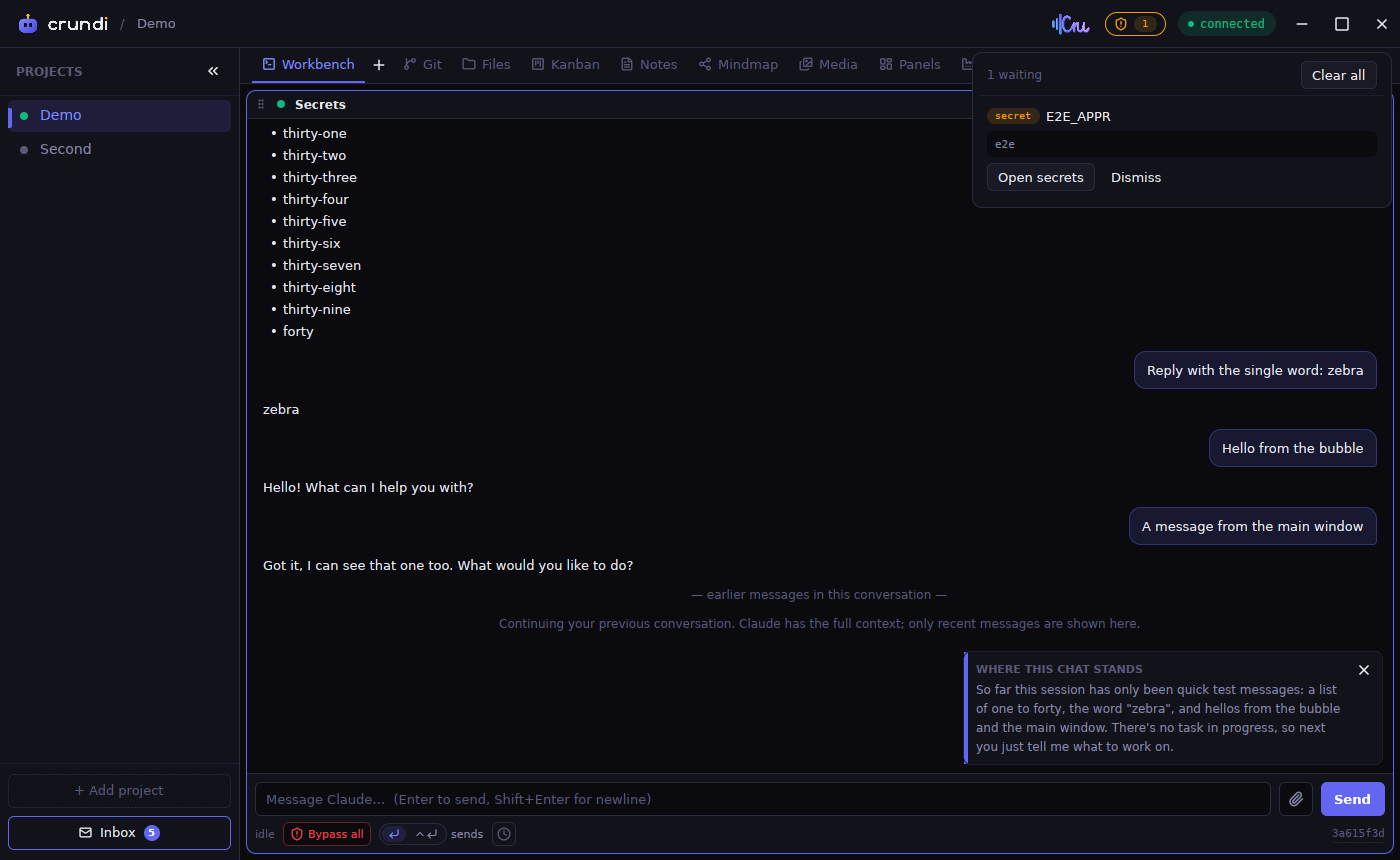 crundi / Demo
Cru
1
connected
PROJECTS
Workbench
Git
Files
Kanban
Notes
Mindmap
Media
Panels
Demo
Second
Secrets
• thirty-one
• thirty-two
• thirty-three
• thirty-four
• thirty-five
• thirty-six
• thirty-seven
• thirty-eight
• thirty-nine
• forty
1 waiting
Clear all
secret E2E_APPR
e2e
Open secrets
Dismiss
Reply with the single word: zebra
zebra
Hello from the bubble
Hello! What can I help you with?
A message from the main window
Got it, I can see that one too. What would you like to do?
— earlier messages in this conversation —
Continuing your previous conversation. Claude has the full context; only recent messages are shown here.
WHERE THIS CHAT STANDS
So far this session has only been quick test messages: a list
of one to forty, the word "zebra", and hellos from the bubble
and the main window. There's no task in progress, so next
you just tell me what to work on.
+ Add project
Inbox 5
Message Claude... (Enter to send, Shift+Enter for newline)
Send
idle
Bypass all
sends
3a615f3d